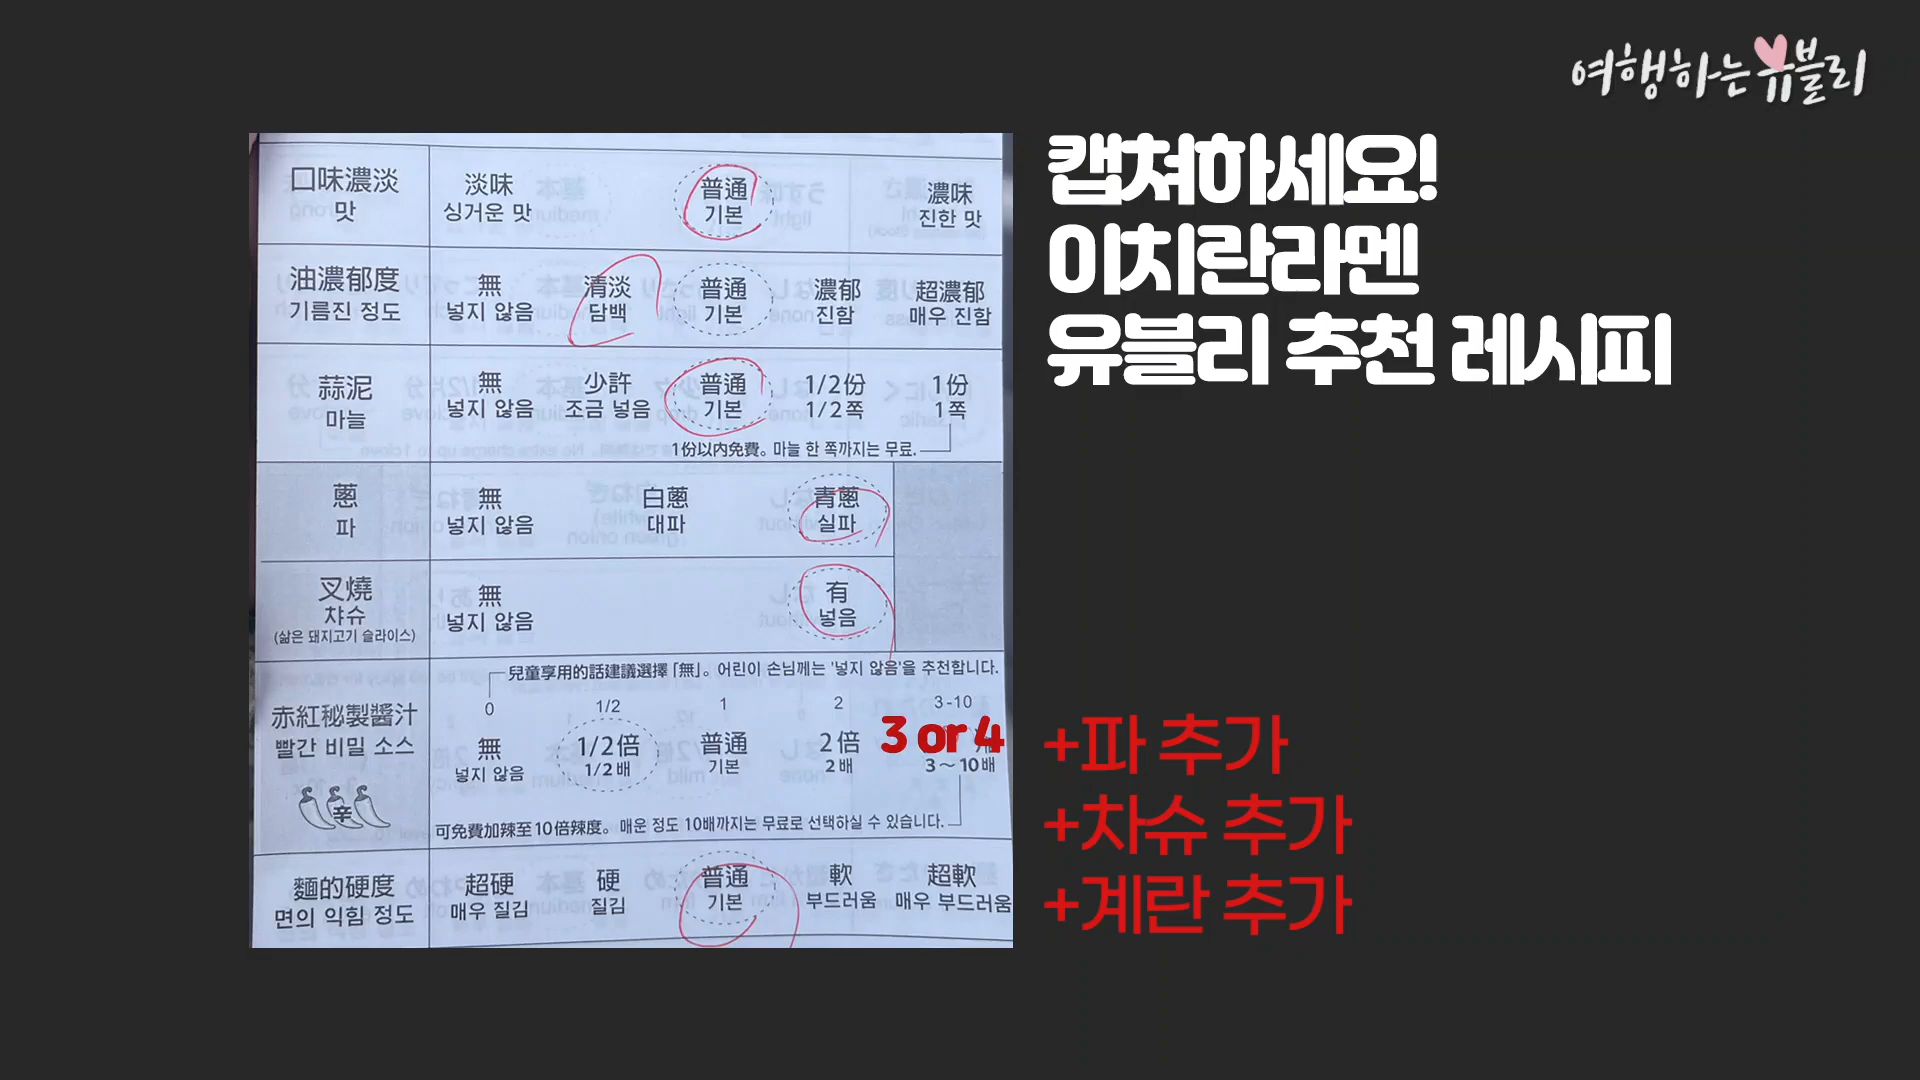 여행하는 유블리
캡쳐하세요!
이치란라멘
유블리 추천 레시피
口味濃淡 淡味 普通 濃味
맛 싱거운 맛 기본 진한 맛
油濃郁度 無 清淡 普通 濃郁 超濃郁
기름진 정도 넣지 않음 담백 기본 진함 매우 진함
蒜泥 無 少許 普通 1/2份 1份
마늘 넣지 않음 조금 넣음 기본 1/2쪽 1쪽
1份以内免費。마늘 한 쪽까지는 무료.
蔥 無 白蔥 青蔥
파 넣지 않음 대파 실파
叉燒 無 有
챠슈 넣지 않음 넣음
(삶은 돼지고기 슬라이스)
兒童享用的話建議選擇「無」。어린이 손님께는 '넣지 않음'을 추천합니다.
0 1/2 1 2 3-10
赤紅秘製醬汁 無 1/2倍 普通 2倍
빨간 비밀 소스 넣지 않음 1/2배 기본 2배 3~10배
3 or 4
辛
可免費加辣至10倍辣度。매운 정도 10배까지는 무료로 선택하실 수 있습니다.
麵的硬度 超硬 硬 普通 軟 超軟
면의 익힘 정도 매우 질김 질김 기본 부드러움 매우 부드러움
+파 추가
+차슈 추가
+계란 추가